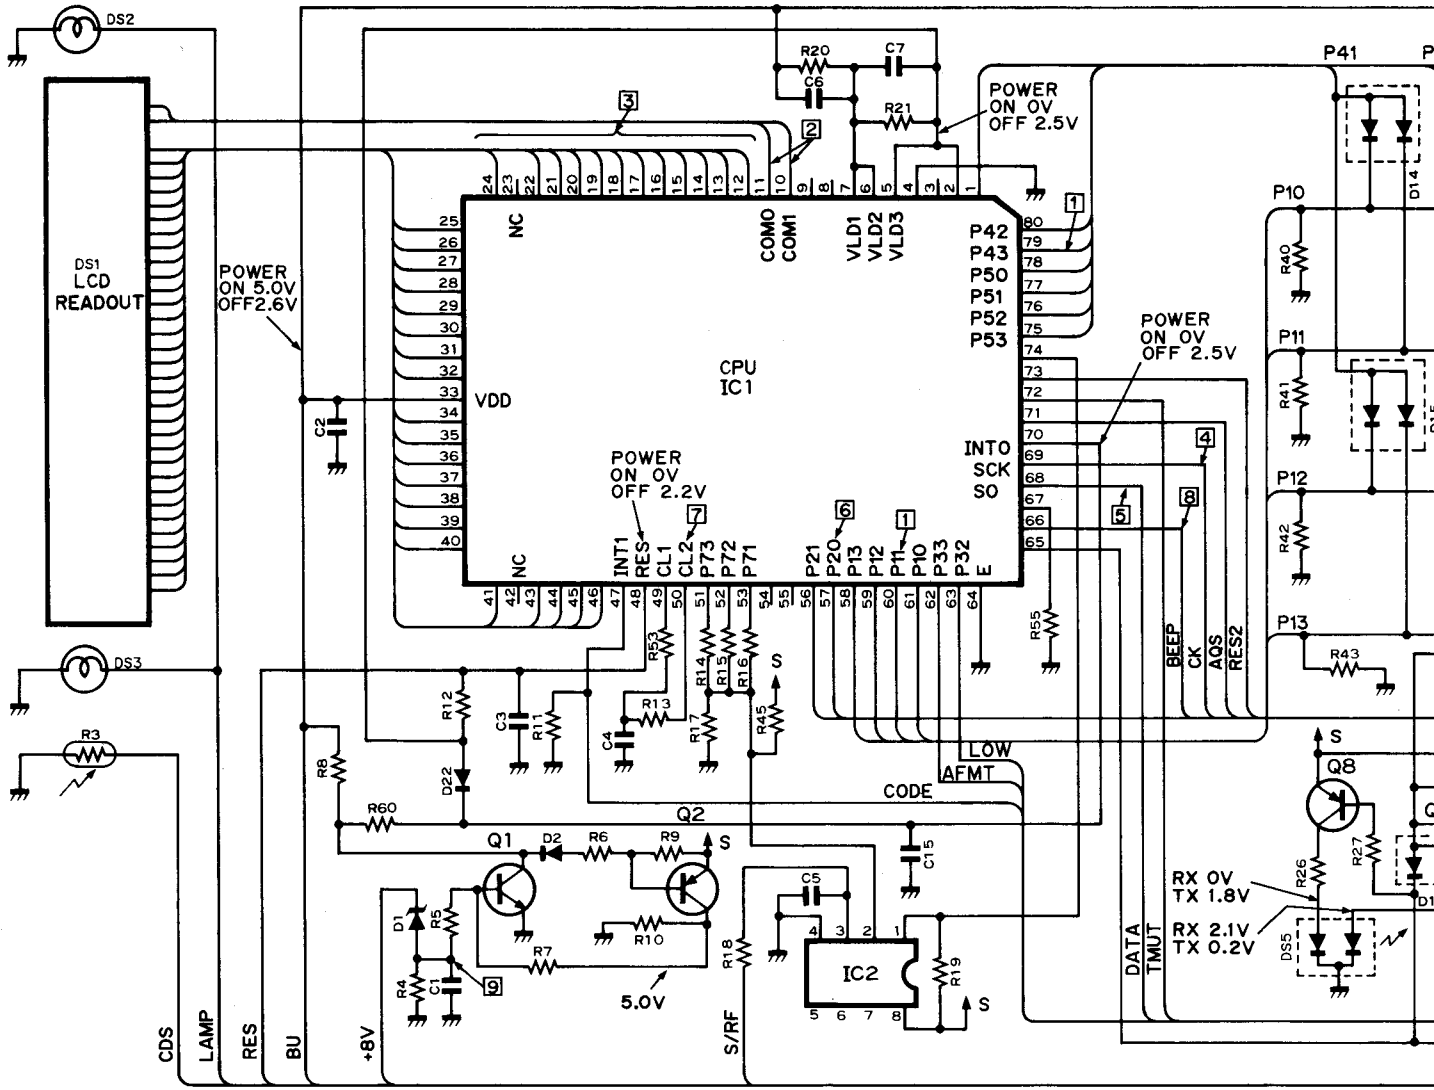 DS2
C7
R20
C6
R21
P41
P
POWER
ON 0V
OFF 2.5V
3
2
D14
24 23 22 21 20 19 18 17 16 15 14 13 12 11 10 9 8 7 6 5 4 3 2 1
NC
COM0
COM1
VLD1
VLD2
VLD3
P10
1
R40
25
26
27
28
29
30
31
32
33
34
35
36
37
38
39
40
80
79
78
77
76
75
74
73
72
71
70
69
68
67
66
65
P42
P43
P50
P51
P52
P53
DS1
LCD
READOUT
POWER
ON 5.0V
OFF2.6V
POWER
ON 0V
OFF 2.5V
P11
CPU
IC1
VDD
R41
C2
INT0
SCK
SO
4
5
8
P12
R42
POWER
ON 0V
OFF 2.2V
7
6
1
NC
INT1
RES
CL1
CL2
P73
P72
P71
P21
P20
P13
P12
P11
P10
P33
P32
E
41 42 43 44 45 46 47 48 49 50 51 52 53 54 55 56 57 58 59 60 61 62 63 64
R55
BEEP
CK
AQS
RES2
P13
R43
DS3
R12
C3
R11
R53
R13
C4
R14
R15
R16
R17
S
R45
R3
R8
D22
R60
LOW
AFMT
CODE
S
Q8
Q
Q1
D2
R6
R9
Q2
S
C15
R26
R27
C5
D1
R5
R10
R7
R4
C1
9
5.0V
R18
4 3 2 1
IC2
5 6 7 8
R19
S
RX 0V
TX 1.8V
RX 2.1V
TX 0.2V
DS5
D1
DATA
TMUT
CDS
LAMP
RES
BU
+8V
S/RF